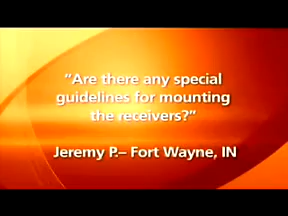 "Are there any special
guidelines for mounting
the receivers?"
Jeremy P.– Fort Wayne, IN